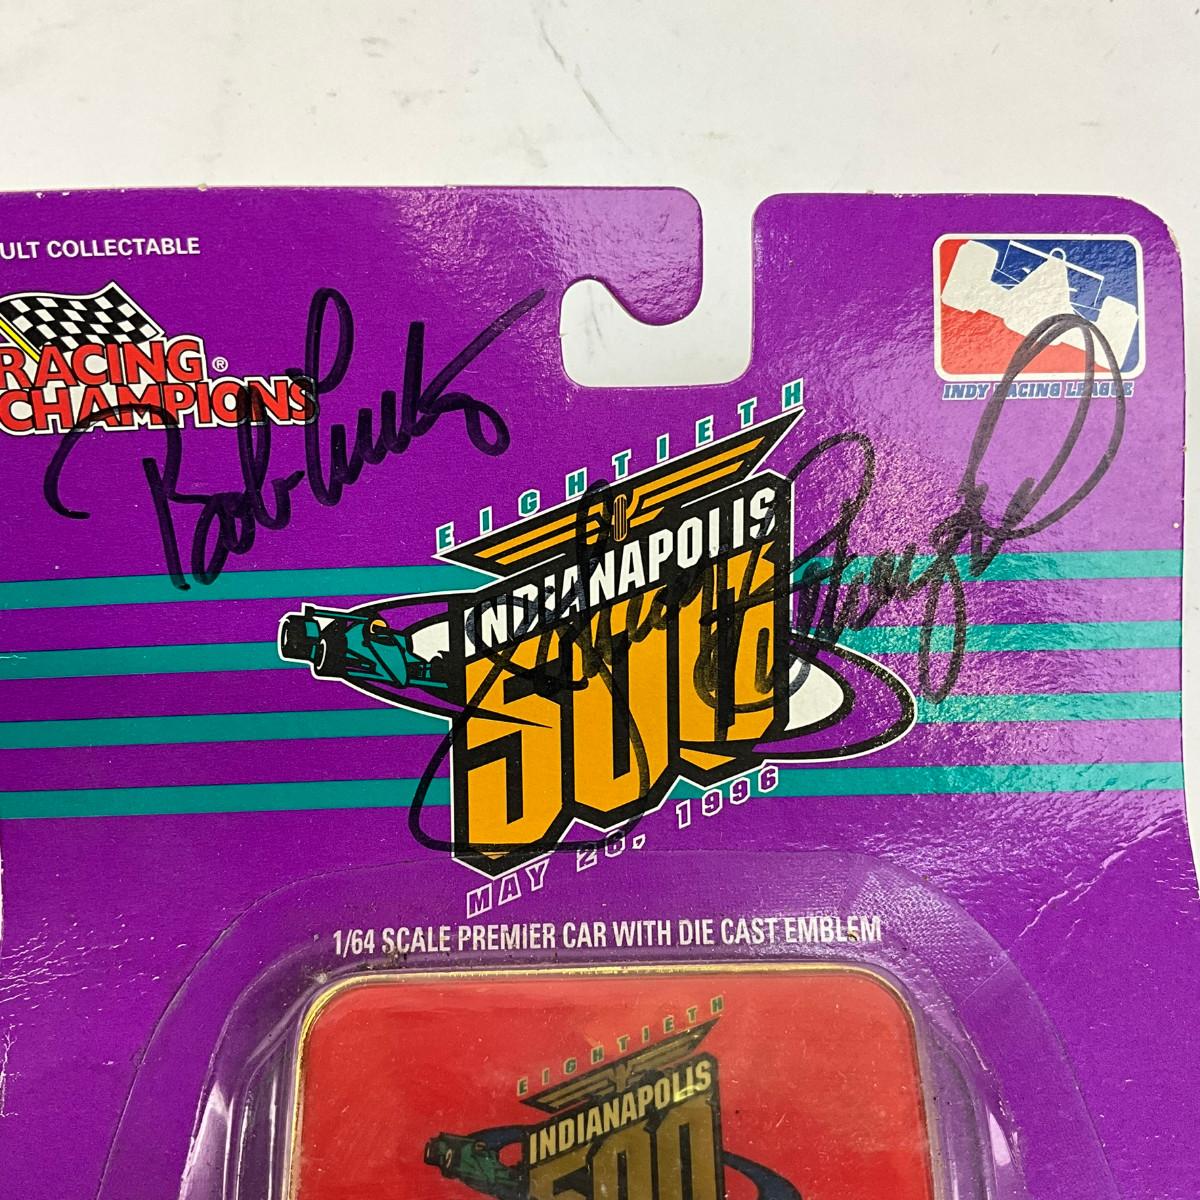 ULT COLLECTABLE
RACING ®
CHAMPIONS
INDY RACING LEAGUE
Bob
EIGHTIETH
INDIANAPOLIS
500
MAY 26, 1996
1/64 SCALE PREMIER CAR WITH DIE CAST EMBLEM
EIGHTIETH
INDIANAPOLIS
500